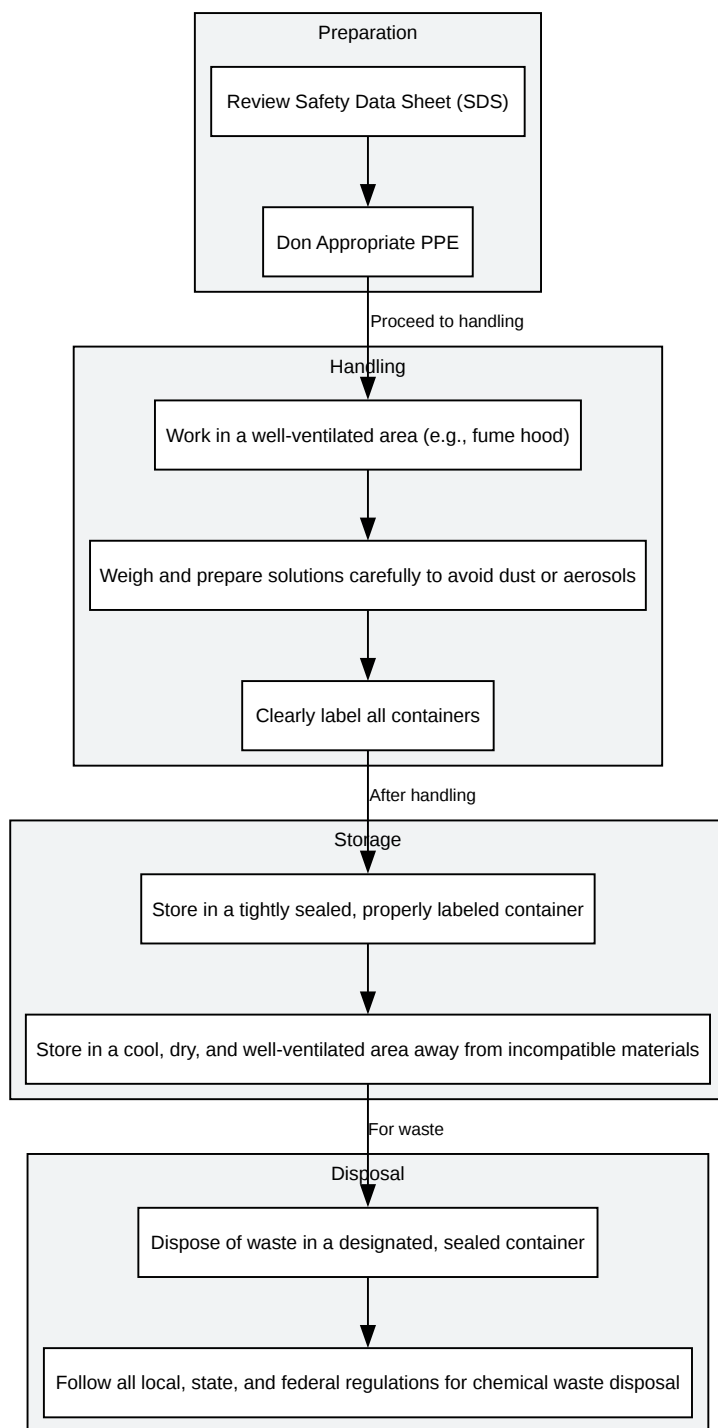 Preparation
Review Safety Data Sheet (SDS)
Don Appropriate PPE
Proceed to handling
Handling
Work in a well-ventilated area (e.g., fume hood)
Weigh and prepare solutions carefully to avoid dust or aerosols
Clearly label all containers
After handling
Storage
Store in a tightly sealed, properly labeled container
Store in a cool, dry, and well-ventilated area away from incompatible materials
For waste
Disposal
Dispose of waste in a designated, sealed container
Follow all local, state, and federal regulations for chemical waste disposal